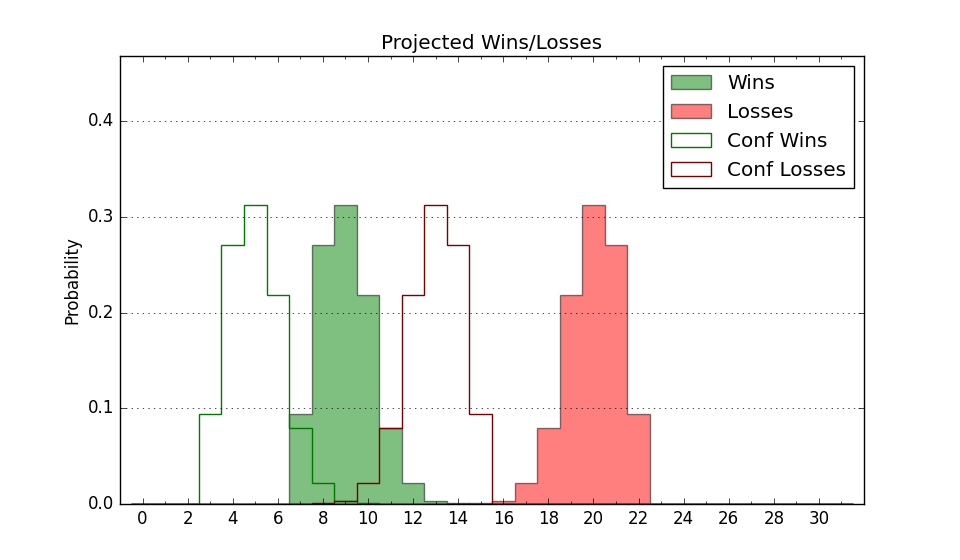 Projected Wins/Losses
Wins
Losses
Conf Wins
Conf Losses
Probability
0.4
0.3
0.2
0.1
0.0
0 2 4 6 8 10 12 14 16 18 20 22 24 26 28 30